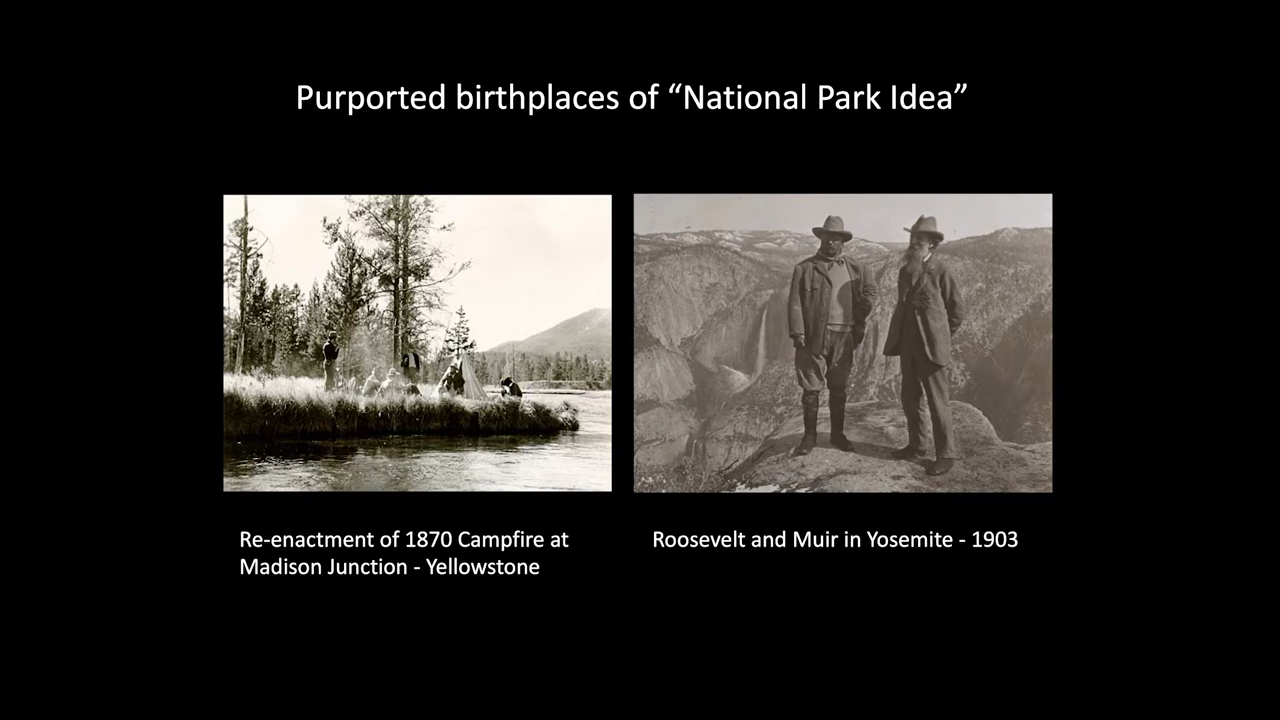 Purported birthplaces of “National Park Idea”
Re-enactment of 1870 Campfire at
Madison Junction - Yellowstone
Roosevelt and Muir in Yosemite - 1903